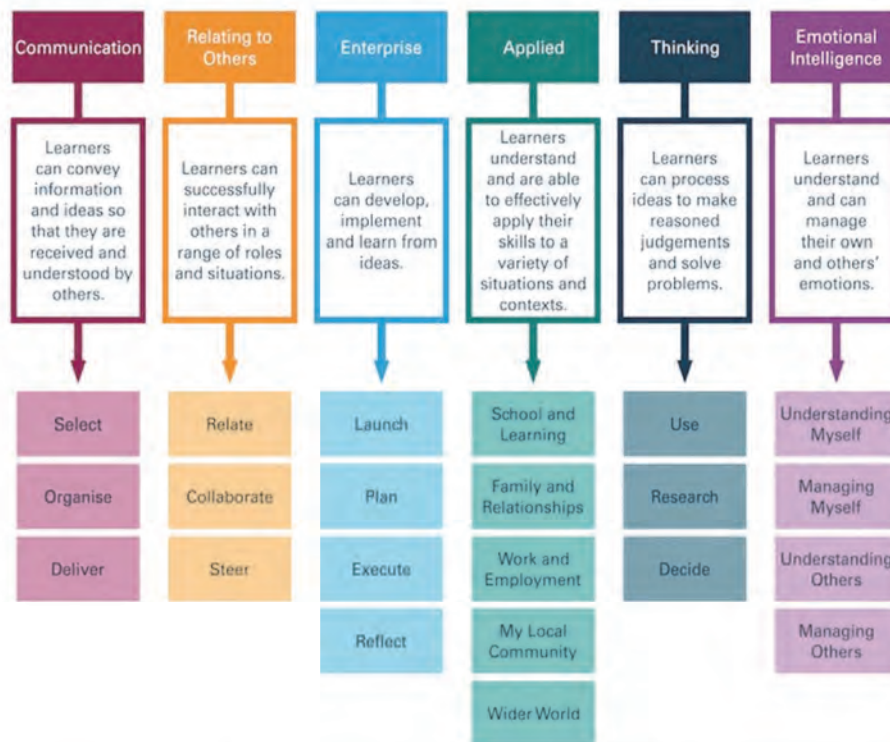 Communication
Relating to
Others
Enterprise
Applied
Thinking
Emotional
Intelligence
Learners
can convey
information
and ideas so
that they are
received and
understood by
others.
Learners can
successfully
interact with
others in a
range of roles
and situations.
Learners
can develop,
implement
and learn from
ideas.
Learners
understand
and are able
to effectively
apply their
skills to a
variety of
situations and
contexts.
Learners
can process
ideas to make
reasoned
judgements
and solve
problems.
Learners
understand
and can
manage
their own
and others'
emotions.
Select
Organise
Deliver
Relate
Collaborate
Steer
Launch
Plan
Execute
Reflect
School and
Learning
Family and
Relationships
Work and
Employment
My Local
Community
Wider World
Use
Research
Decide
Understanding
Myself
Managing
Myself
Understanding
Others
Managing
Others